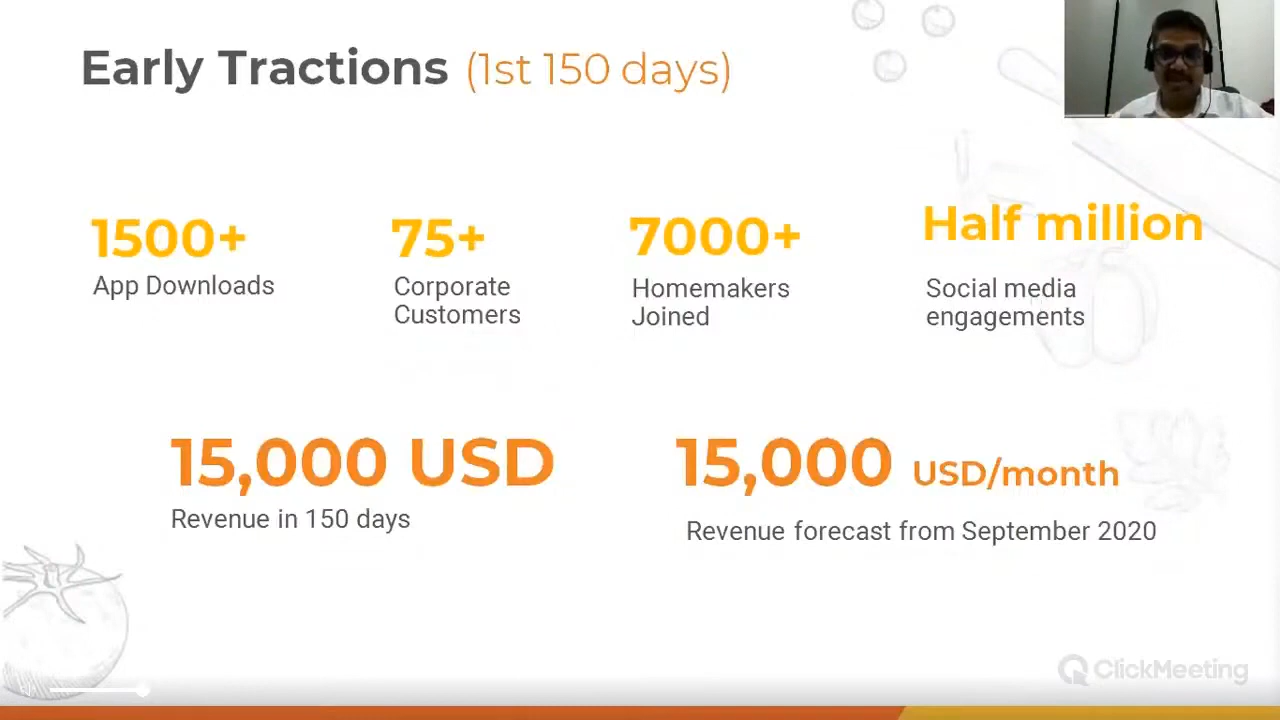 Early Tractions (1st 150 days)
1500+
App Downloads
75+
Corporate
Customers
7000+
Homemakers
Joined
Half million
Social media
engagements
15,000 USD
Revenue in 150 days
15,000 USD/month
Revenue forecast from September 2020
ClickMeeting